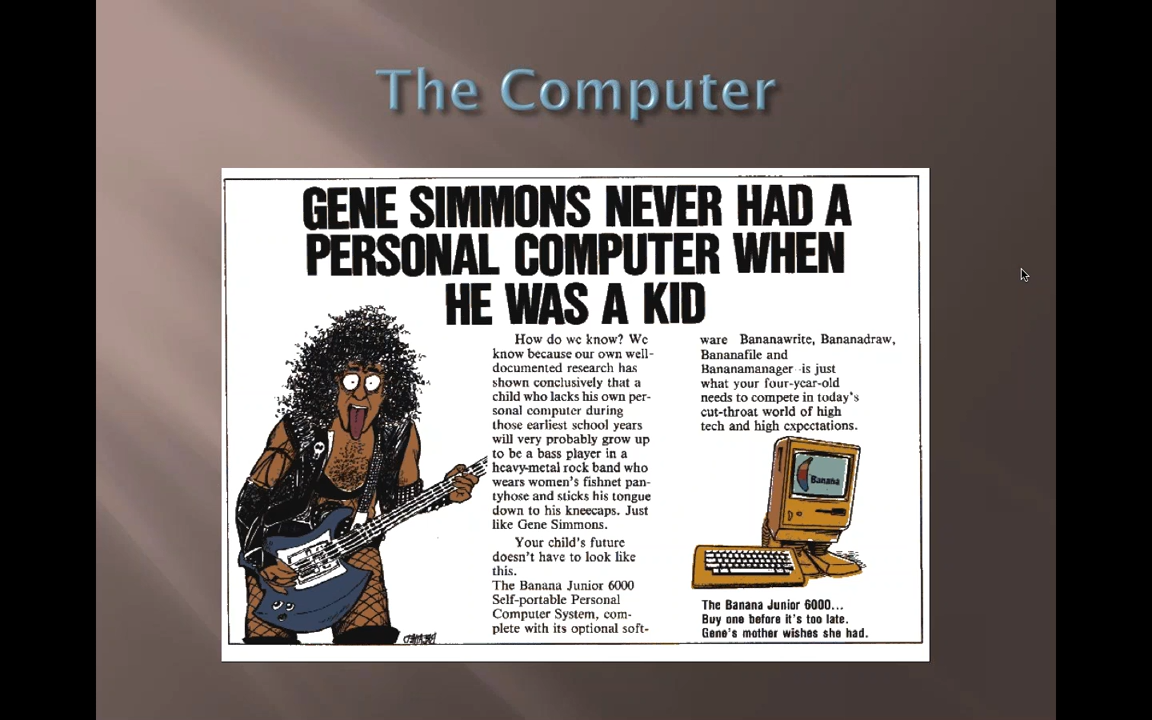 The Computer
GENE SIMMONS NEVER HAD A
PERSONAL COMPUTER WHEN
HE WAS A KID
How do we know? We
know because our own well-
documented research has
shown conclusively that a
child who lacks his own per-
sonal computer during
those earliest school years
will very probably grow up
to be a bass player in a
heavy-metal rock band who
wears women's fishnet pan-
tyhose and sticks his tongue
down to his kneecaps. Just
like Gene Simmons.
Your child's future
doesn't have to look like
this.
The Banana Junior 6000
Self-portable Personal
Computer System, com-
plete with its optional soft-
ware Bananawrite, Bananadraw,
Bananafile and
Bananamanager is just
what your four-year-old
needs to compete in today's
cut-throat world of high
tech and high expectations.
Banana
The Banana Junior 6000...
Buy one before it's too late.
Gene's mother wishes she had.